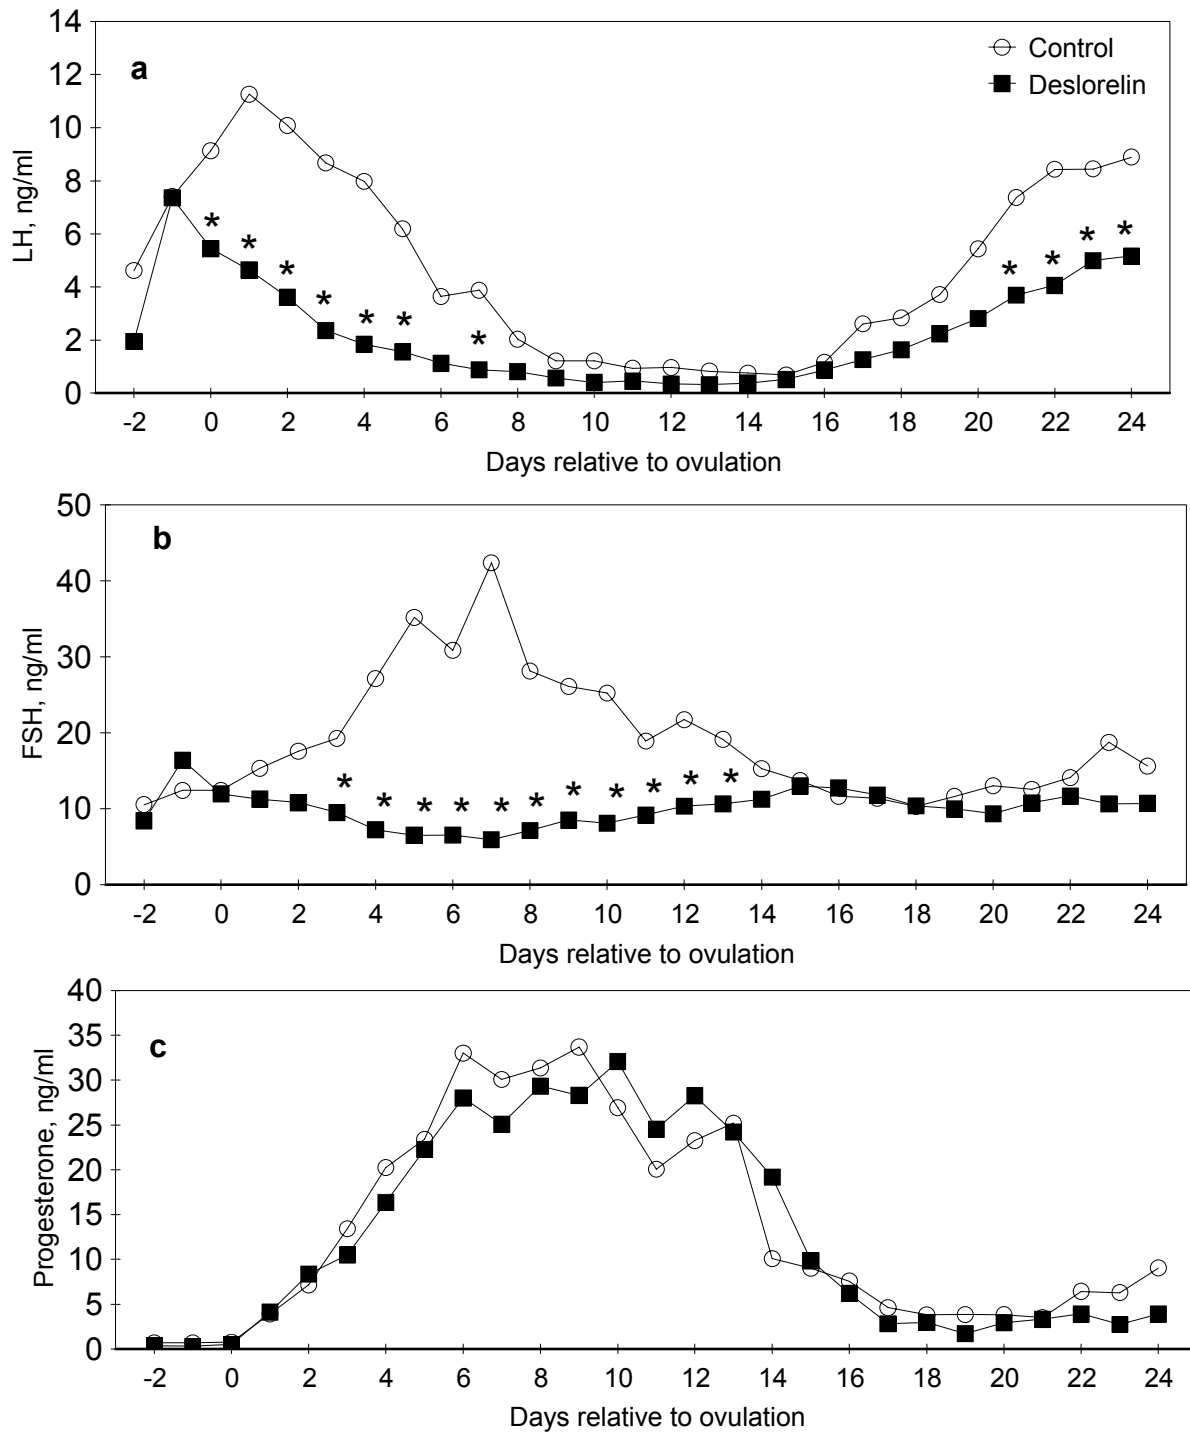 14
12
10
8
6
4
2
0
LH, ng/ml
a
Control
Deslorelin
* * * * * * * * * * *
-2 0 2 4 6 8 10 12 14 16 18 20 22 24
Days relative to ovulation
50
40
30
20
10
0
FSH, ng/ml
b
* * * * * * * * * * *
-2 0 2 4 6 8 10 12 14 16 18 20 22 24
Days relative to ovulation
40
35
30
25
20
15
10
5
0
Progesterone, ng/ml
c
-2 0 2 4 6 8 10 12 14 16 18 20 22 24
Days relative to ovulation